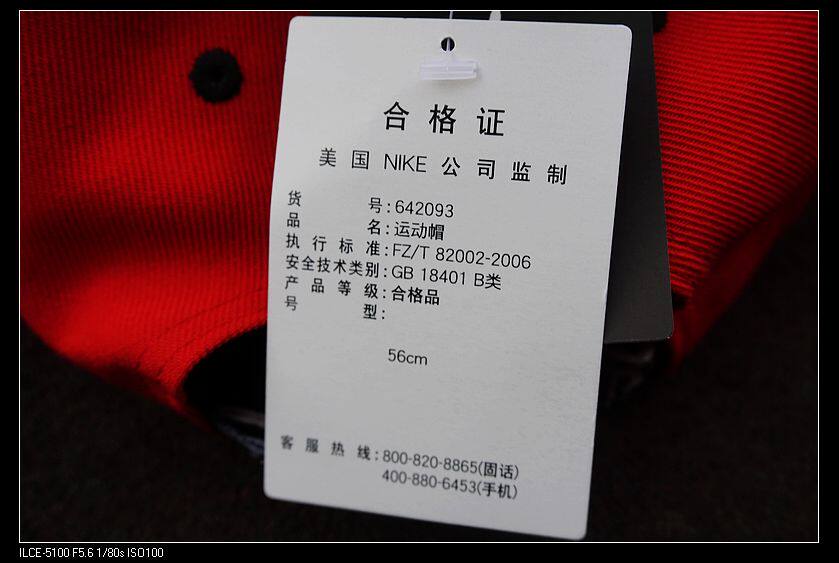 合格证
美国 NIKE 公司监制
货号:642093
品名:运动帽
执行标准:FZ/T 82002-2006
安全技术类别:GB 18401 B类
产品等级:合格品
号型:
56cm
客服热线:800-820-8865(固话)
400-880-6453(手机)
ILCE-5100 F5.6 1/80s ISO100